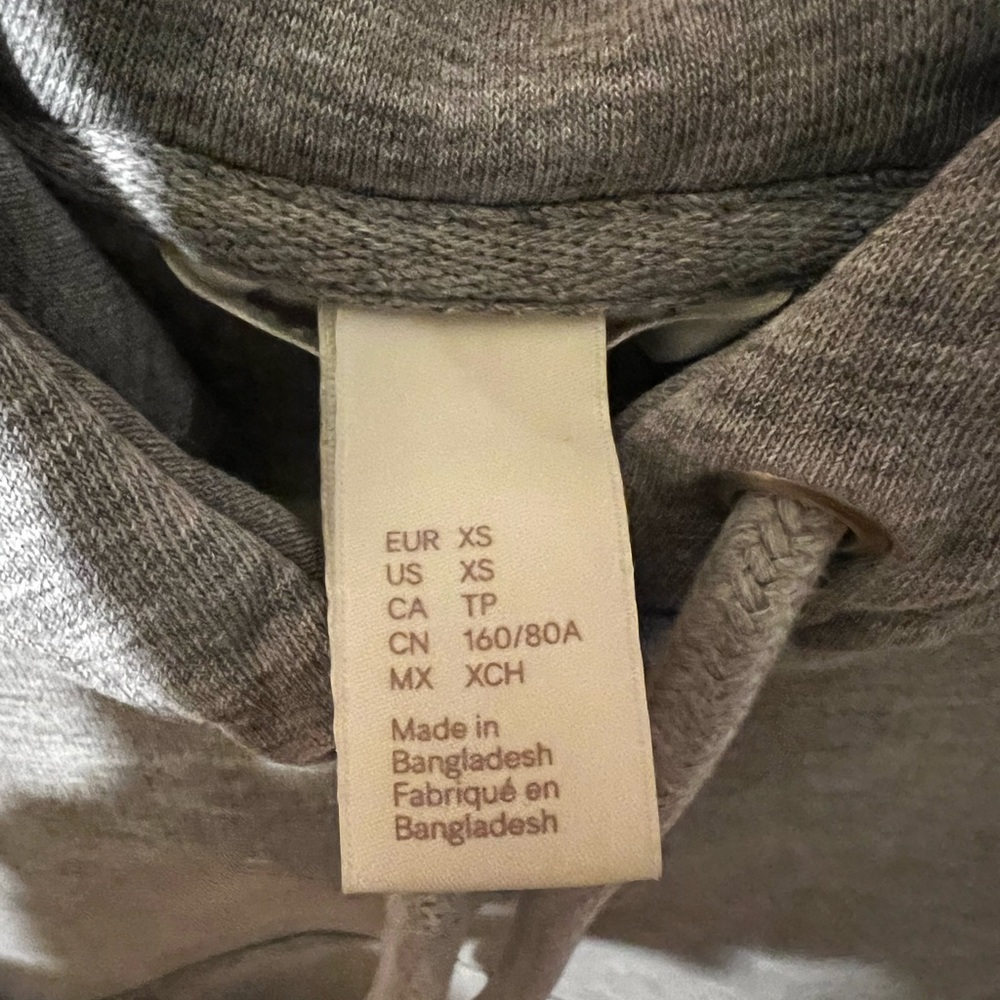 EUR XS
US XS
CA TP
CN 160/80A
MX XCH
Made in
Bangladesh
Fabriqué en
Bangladesh